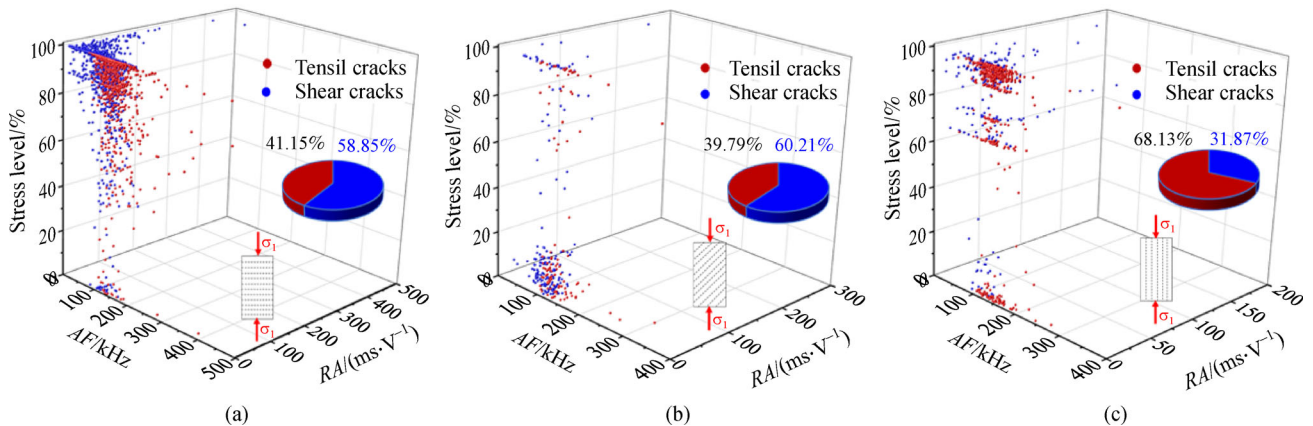 100
80
60
40
20
0
0
Stress level/%
Tensil cracks
Shear cracks
41.15% 58.85%
σ1
σ1
100
200
300
400
500
AF/kHz
0
100
200
300
400
500
RA/(ms·V⁻¹)
(a)
100
80
60
40
20
0
0
Stress level/%
Tensil cracks
Shear cracks
39.79% 60.21%
σ1
σ1
100
200
300
400
AF/kHz
0
100
200
300
RA/(ms·V⁻¹)
(b)
100
80
60
40
20
0
0
Stress level/%
Tensil cracks
Shear cracks
68.13% 31.87%
σ1
σ1
100
200
300
400
AF/kHz
0
50
100
150
200
RA/(ms·V⁻¹)
(c)